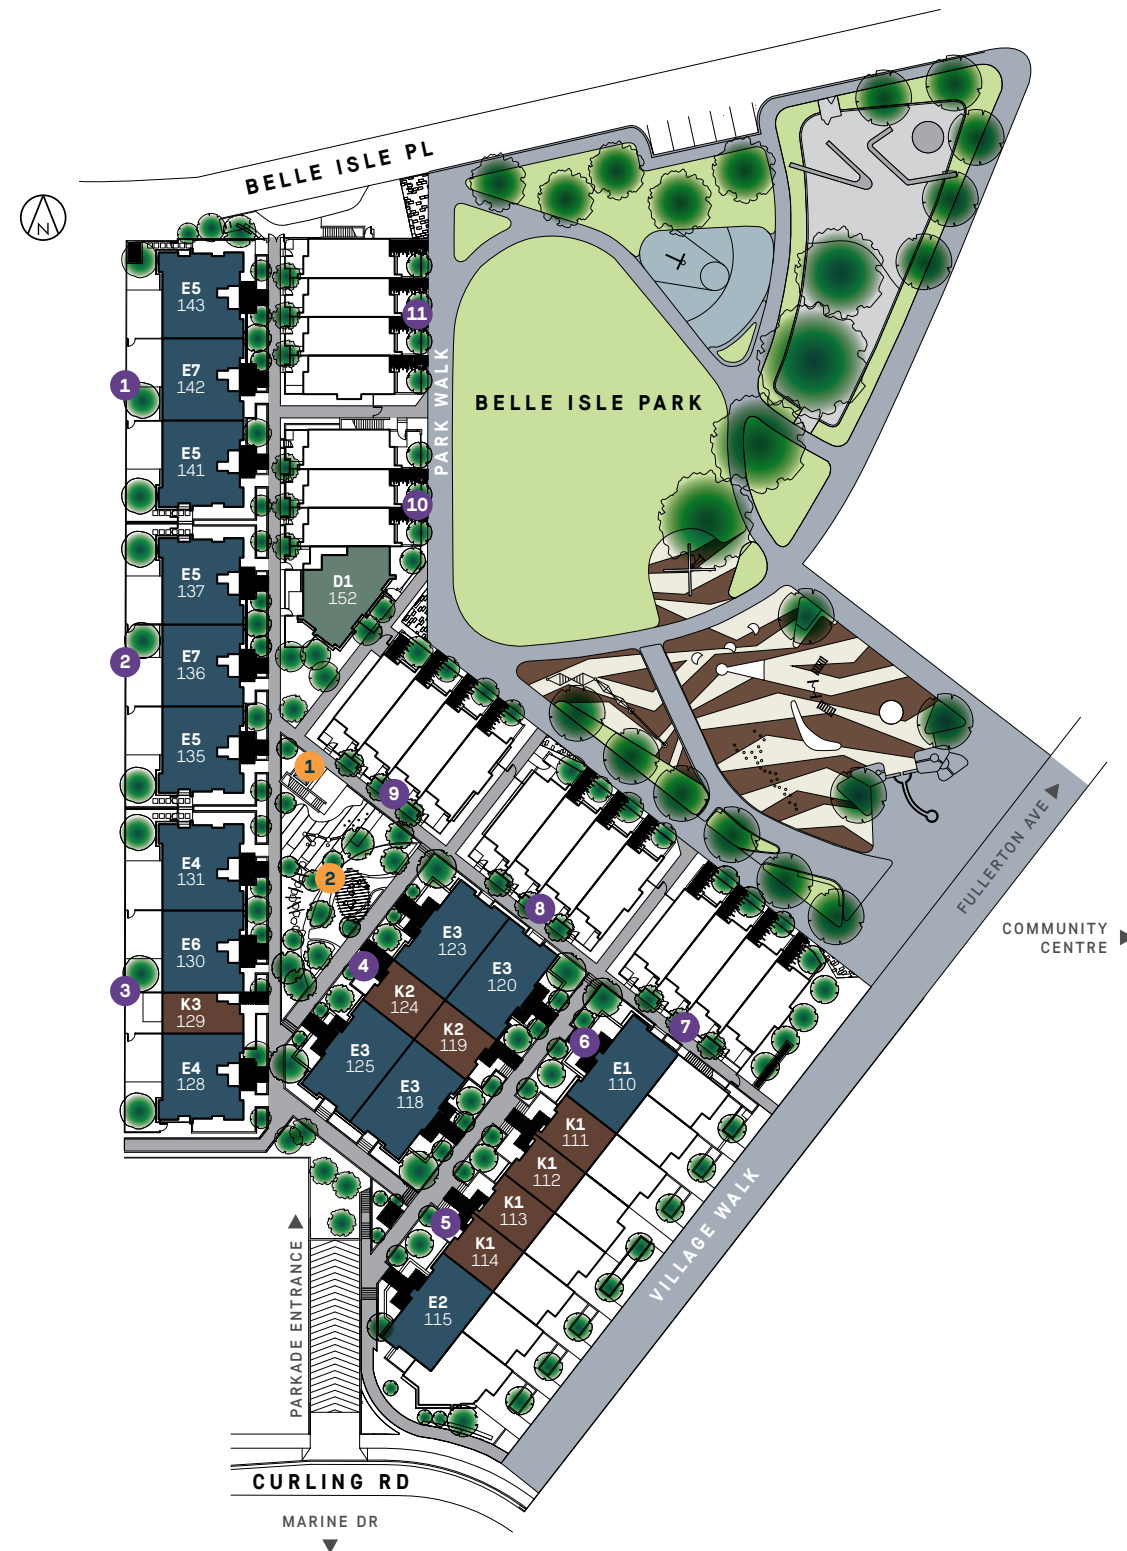 BELLE ISLE PL
N
E5
143
E7
142
E5
141
1
11
PARK WALK
BELLE ISLE PARK
10
E5
137
E7
136
E5
135
2
D1
152
1
9
2
E4
131
E6
130
K3
129
E4
128
3
8
E3
123
E3
120
4
K2
124
K2
119
E3
125
E3
118
7
6
E1
110
K1
111
K1
112
K1
113
K1
114
5
E2
115
FULLERTON AVE
COMMUNITY
CENTRE
VILLAGE WALK
PARKADE ENTRANCE
CURLING RD
MARINE DR